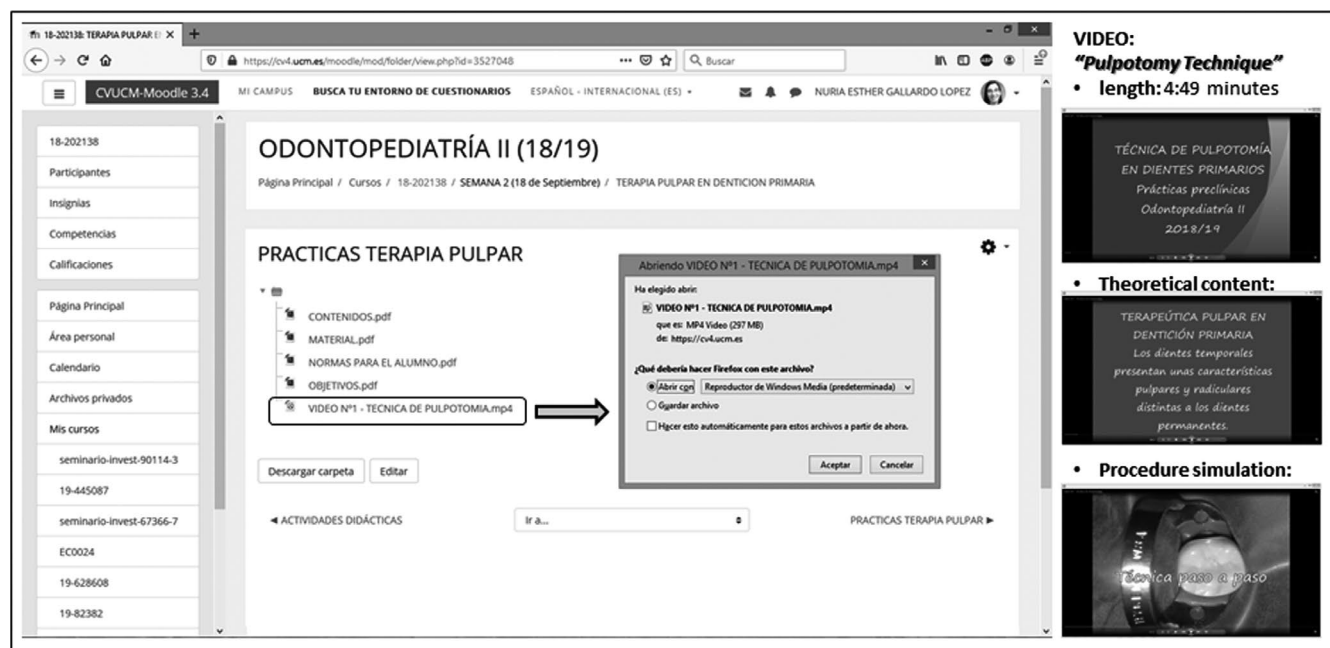 18-202138: TERAPIA PULPAR E
https://cv4.ucm.es/moodle/mod/folder/view.php?id=3527048
Buscar
CVUCM-Moodle 3.4
MI CAMPUS
BUSCA TU ENTORNO DE CUESTIONARIOS
ESPAÑOL - INTERNACIONAL (ES)
NURIA ESTHER GALLARDO LOPEZ
18-202138
Participantes
Insignias
Competencias
Calificaciones
Página Principal
Área personal
Calendario
Archivos privados
Mis cursos
seminario-invest-90114-3
19-445087
seminario-invest-67366-7
EC0024
19-628608
19-82382
ODONTOPEDIATRÍA II (18/19)
Página Principal / Cursos / 18-202138 / SEMANA 2 (18 de Septiembre) / TERAPIA PULPAR EN DENTICION PRIMARIA
PRACTICAS TERAPIA PULPAR
CONTENIDOS.pdf
MATERIAL.pdf
NORMAS PARA EL ALUMNO.pdf
OBJETIVOS.pdf
VIDEO Nº1 - TECNICA DE PULPOTOMIA.mp4
Descargar carpeta
Editar
◄ ACTIVIDADES DIDÁCTICAS
Ir a...
PRACTICAS TERAPIA PULPAR ►
Abriendo VIDEO Nº1 - TECNICA DE PULPOTOMIA.mp4
Ha elegido abrir:
VIDEO Nº1 - TECNICA DE PULPOTOMIA.mp4
que es: MP4 Video (297 MB)
de: https://cv4.ucm.es
¿Qué debería hacer Firefox con este archivo?
Abrir con
Reproductor de Windows Media (predeterminada)
Guardar archivo
Hacer esto automáticamente para estos archivos a partir de ahora.
Aceptar
Cancelar
VIDEO:
“Pulpotomy Technique”
• length: 4:49 minutes
TÉCNICA DE PULPOTOMÍA
EN DIENTES PRIMARIOS
Prácticas preclínicas
Odontopediatría II
2018/19
• Theoretical content:
TERAPEÚTICA PULPAR EN
DENTICIÓN PRIMARIA
Los dientes temporales
presentan unas características
pulpares y radiculares
distintas a los dientes
permanentes.
• Procedure simulation:
Técnica paso a paso